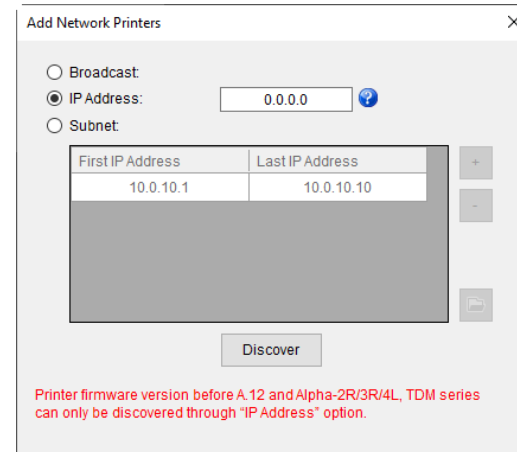 Add Network Printers
Broadcast:
IP Address: 0.0.0.0 ?
Subnet:
First IP Address Last IP Address
10.0.10.1 10.0.10.10
+
-
Discover
Printer firmware version before A.12 and Alpha-2R/3R/4L, TDM series
can only be discovered through “IP Address” option.